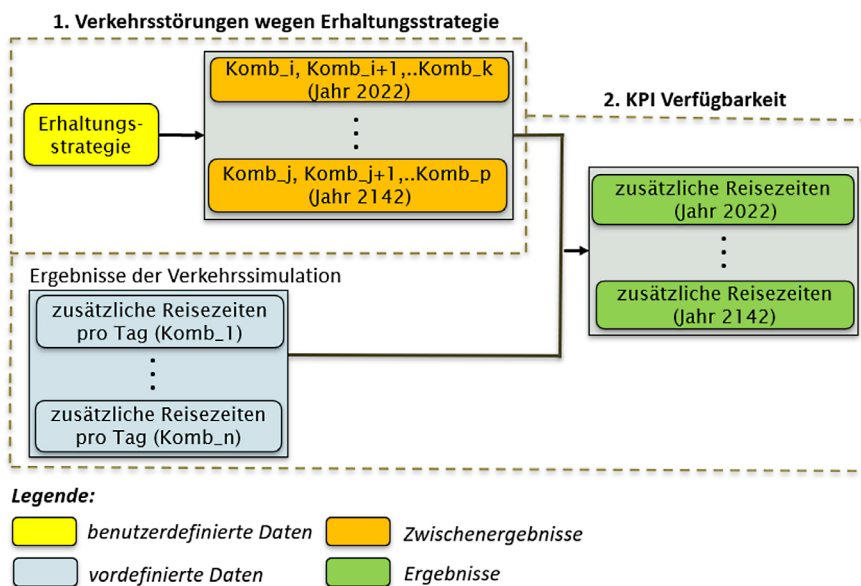 1. Verkehrsstörungen wegen Erhaltungsstrategie
Komb_i, Komb_i+1,..Komb_k
(Jahr 2022)
Erhaltungs-
strategie
Komb_j, Komb_j+1,..Komb_p
(Jahr 2142)
2. KPI Verfügbarkeit
zusätzliche Reisezeiten
(Jahr 2022)
zusätzliche Reisezeiten
(Jahr 2142)
Ergebnisse der Verkehrssimulation
zusätzliche Reisezeiten
pro Tag (Komb_1)
zusätzliche Reisezeiten
pro Tag (Komb_n)
Legende:
benutzerdefinierte Daten
Zwischenergebnisse
vordefinierte Daten
Ergebnisse